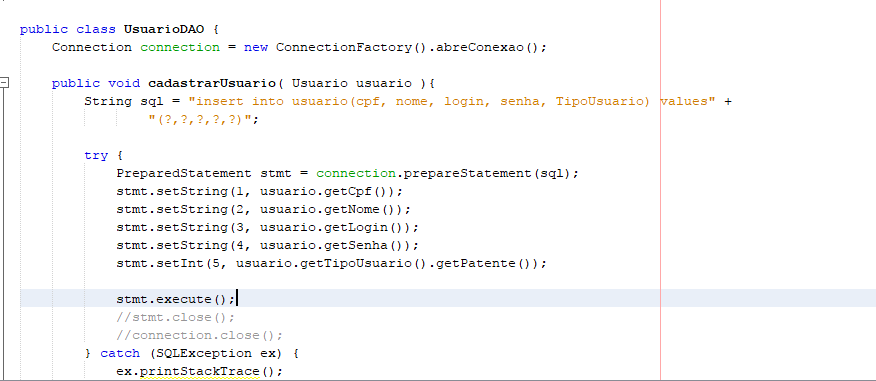 public class UsuarioDAO {
Connection connection = new ConnectionFactory().abreConexao();
public void cadastrarUsuario( Usuario usuario ){
String sql = "insert into usuario(cpf, nome, login, senha, TipoUsuario) values" +
"(?,?,?,?,?)";
try {
PreparedStatement stmt = connection.prepareStatement(sql);
stmt.setString(1, usuario.getCpf());
stmt.setString(2, usuario.getNome());
stmt.setString(3, usuario.getLogin());
stmt.setString(4, usuario.getSenha());
stmt.setInt(5, usuario.getTipoUsuario().getPatente());
stmt.execute();
//stmt.close();
//connection.close();
} catch (SQLException ex) {
ex.printStackTrace();